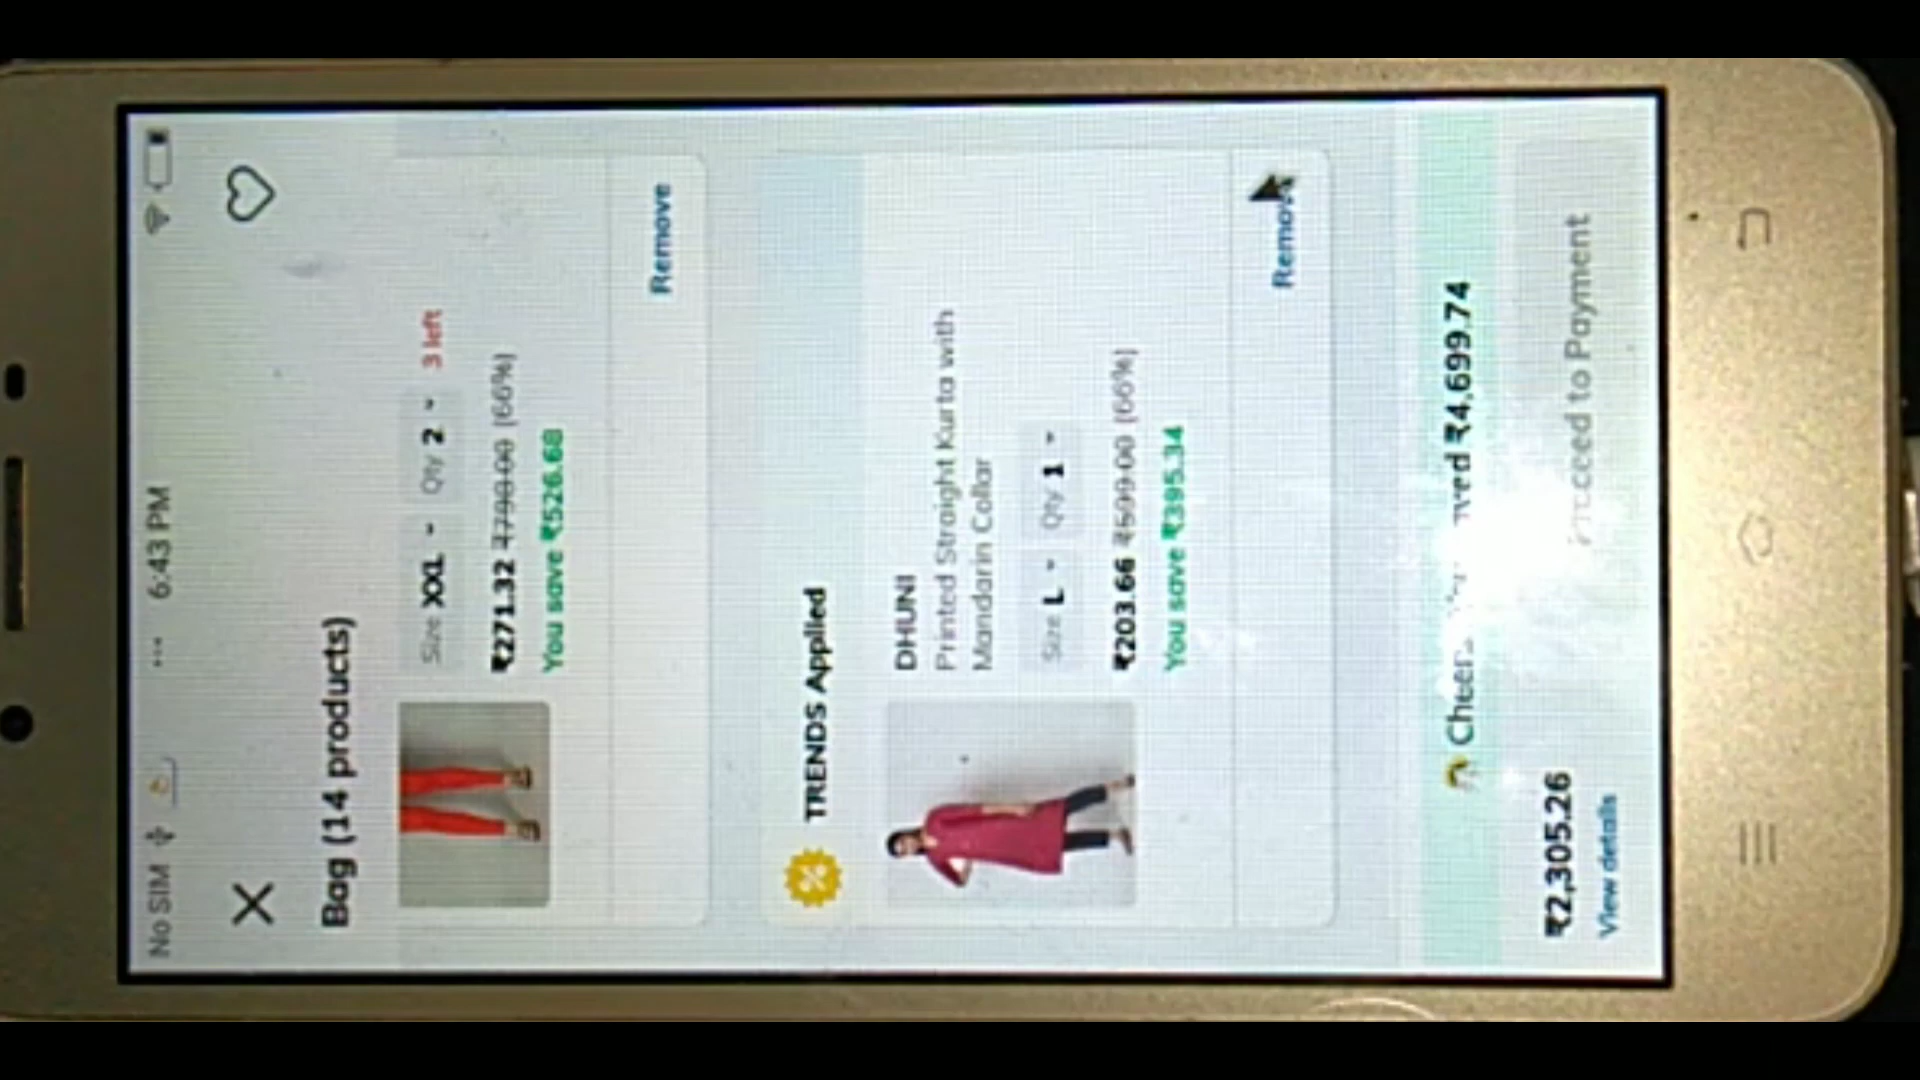 No SIM ... 6:43 PM
Bag (14 products)
Size XXL Qty 2 3 left
₹271.32 ₹798.00 (66%)
You save ₹526.68
Remove
TRENDS Applied
DHUNI
Printed Straight Kurta with
Mandarin Collar
Size L Qty 1
₹203.66 ₹599.00 (66%)
You save ₹395.34
Remove
₹4,699.74
₹2,305.26
View details
Proceed to Payment